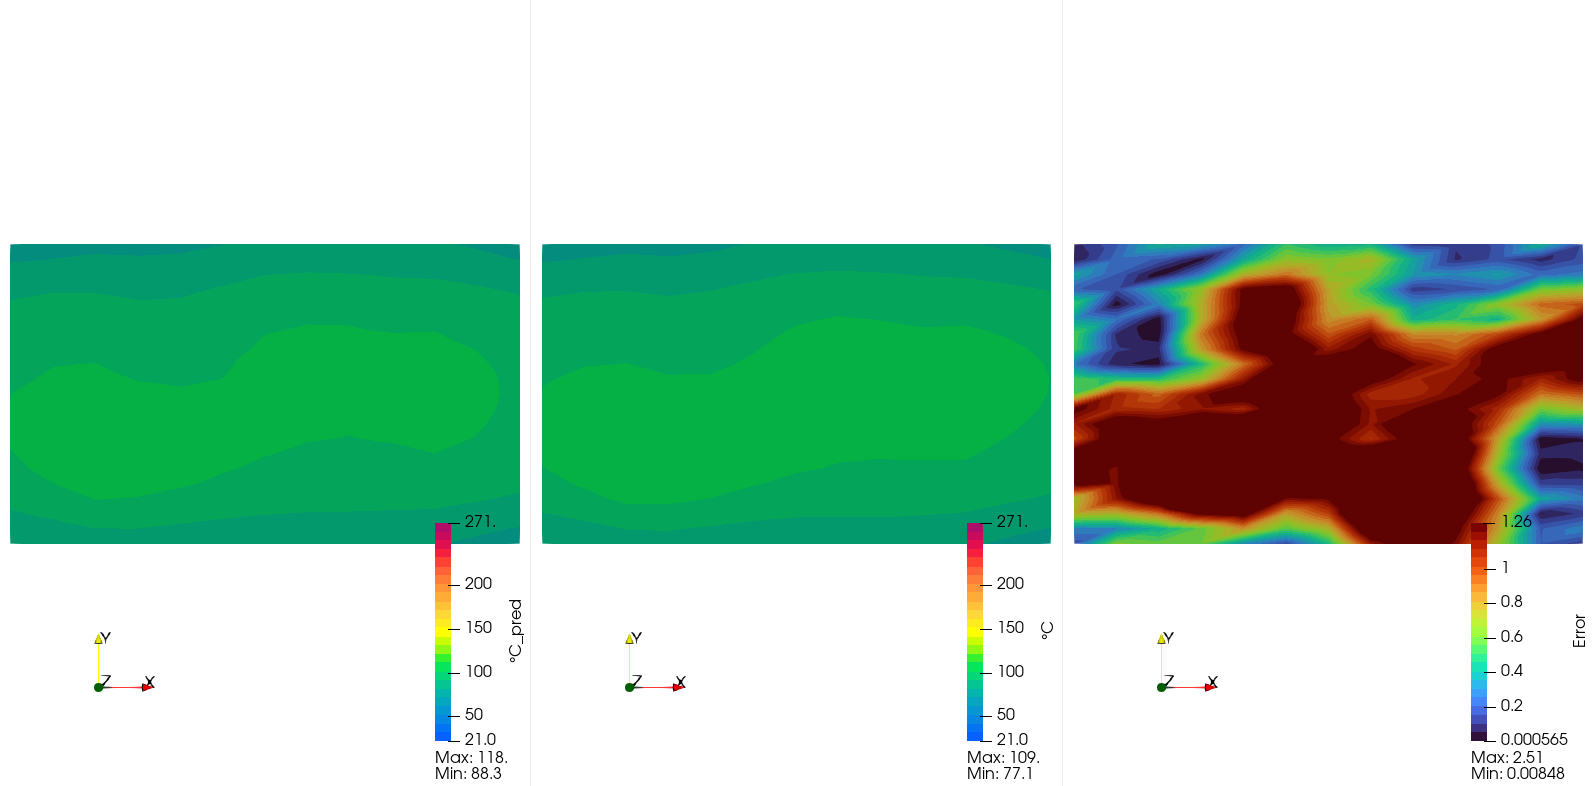 271.
200
150
100
50
21.0
°C_pred
Max: 118.
Min: 88.3
Y
Z
X
271.
200
150
100
50
21.0
°C
Max: 109.
Min: 77.1
Y
Z
X
1.26
1
0.8
0.6
0.4
0.2
0.000565
Error
Max: 2.51
Min: 0.00848
Y
Z
X